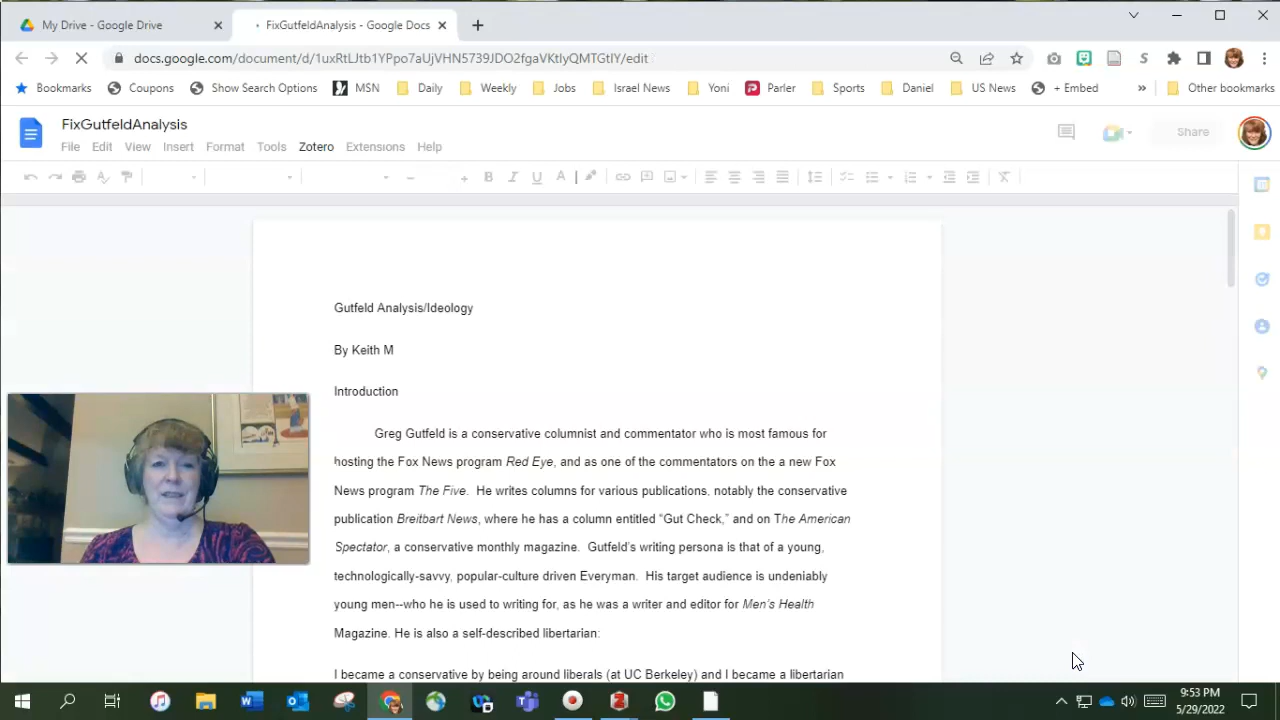 My Drive - Google Drive
FixGutfeldAnalysis - Google Docs
docs.google.com/document/d/1uxRtLJtb1YPpo7aUjVHN5739JDO2fgaVKtIyQMTGtIY/edit
Bookmarks Coupons Show Search Options MSN Daily Weekly Jobs Israel News Yoni Parler Sports Daniel US News + Embed » Other bookmarks
FixGutfeldAnalysis
Share
File Edit View Insert Format Tools Zotero Extensions Help
Gutfeld Analysis/Ideology
By Keith M
Introduction
Greg Gutfeld is a conservative columnist and commentator who is most famous for
hosting the Fox News program Red Eye, and as one of the commentators on the a new Fox
News program The Five. He writes columns for various publications, notably the conservative
publication Breitbart News, where he has a column entitled “Gut Check,” and on The American
Spectator, a conservative monthly magazine. Gutfeld’s writing persona is that of a young,
technologically-savvy, popular-culture driven Everyman. His target audience is undeniably
young men--who he is used to writing for, as he was a writer and editor for Men’s Health
Magazine. He is also a self-described libertarian:
I became a conservative by being around liberals (at UC Berkeley) and I became a libertarian
9:53 PM
5/29/2022